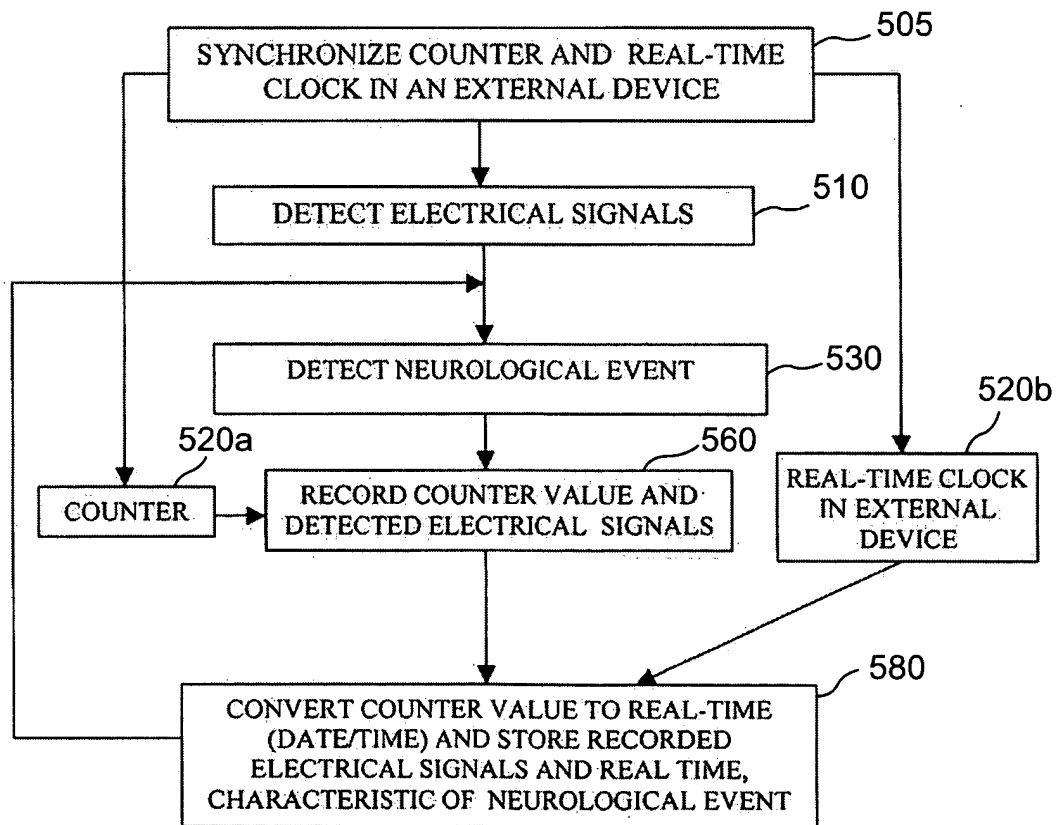 505
SYNCHRONIZE COUNTER AND REAL-TIME
CLOCK IN AN EXTERNAL DEVICE
510
DETECT ELECTRICAL SIGNALS
530
DETECT NEUROLOGICAL EVENT
520b
520a
560
REAL-TIME CLOCK
IN EXTERNAL
DEVICE
COUNTER
RECORD COUNTER VALUE AND
DETECTED ELECTRICAL SIGNALS
580
CONVERT COUNTER VALUE TO REAL-TIME
(DATE/TIME) AND STORE RECORDED
ELECTRICAL SIGNALS AND REAL TIME,
CHARACTERISTIC OF NEUROLOGICAL EVENT